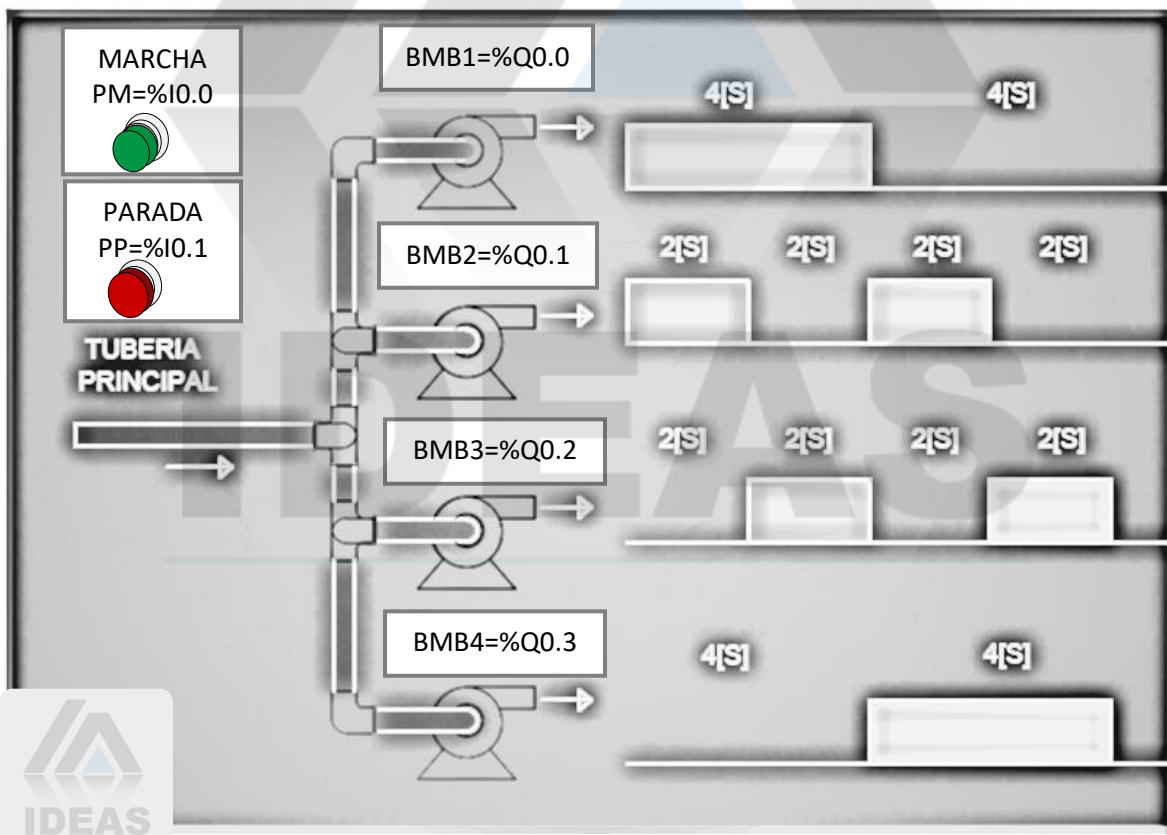 MARCHA
PM=%I0.0
PARADA
PP=%I0.1
TUBERIA
PRINCIPAL
BMB1=%Q0.0
4[S] 4[S]
BMB2=%Q0.1
2[S] 2[S] 2[S] 2[S]
BMB3=%Q0.2
2[S] 2[S] 2[S] 2[S]
BMB4=%Q0.3
4[S] 4[S]
IDEAS
IDEAS